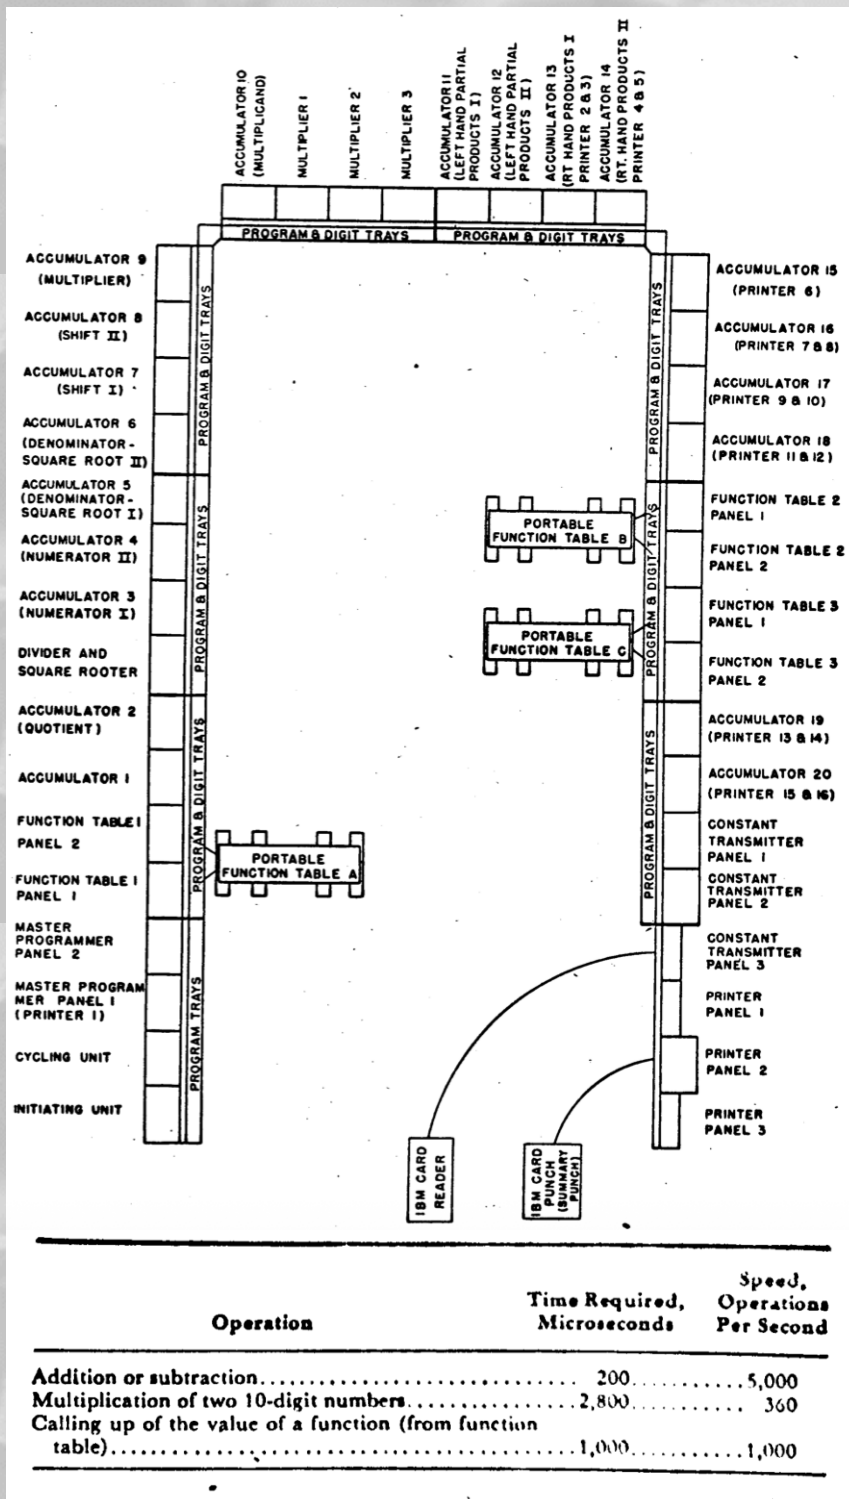 ACCUMULATOR 10
(MULTIPLICAND)
MULTIPLIER 1
MULTIPLIER 2
MULTIPLIER 3
ACCUMULATOR 11
(LEFT HAND PARTIAL
PRODUCTS I)
ACCUMULATOR 12
(LEFT HAND PARTIAL
PRODUCTS II)
ACCUMULATOR 13
(RT HAND PRODUCTS I
PRINTER 2 & 3)
ACCUMULATOR 14
(RT. HAND PRODUCTS II
PRINTER 4 & 5)
PROGRAM & DIGIT TRAYS
PROGRAM & DIGIT TRAYS
ACCUMULATOR 9
(MULTIPLIER)
ACCUMULATOR 8
(SHIFT II)
ACCUMULATOR 7
(SHIFT I)
ACCUMULATOR 6
(DENOMINATOR-
SQUARE ROOT II)
ACCUMULATOR 5
(DENOMINATOR-
SQUARE ROOT I)
ACCUMULATOR 4
(NUMERATOR II)
ACCUMULATOR 3
(NUMERATOR I)
DIVIDER AND
SQUARE ROOTER
ACCUMULATOR 2
(QUOTIENT)
ACCUMULATOR 1
FUNCTION TABLE 1
PANEL 2
FUNCTION TABLE 1
PANEL 1
MASTER
PROGRAMMER
PANEL 2
MASTER PROGRAM
MER PANEL 1
(PRINTER 1)
CYCLING UNIT
INITIATING UNIT
PROGRAM & DIGIT TRAYS
PROGRAM & DIGIT TRAYS
PROGRAM & DIGIT TRAYS
PROGRAM TRAYS
PORTABLE
FUNCTION TABLE A
PORTABLE
FUNCTION TABLE B
PORTABLE
FUNCTION TABLE C
PROGRAM & DIGIT TRAYS
PROGRAM & DIGIT TRAYS
PROGRAM & DIGIT TRAYS
ACCUMULATOR 15
(PRINTER 6)
ACCUMULATOR 16
(PRINTER 7 & 8)
ACCUMULATOR 17
(PRINTER 9 & 10)
ACCUMULATOR 18
(PRINTER 11 & 12)
FUNCTION TABLE 2
PANEL 1
FUNCTION TABLE 2
PANEL 2
FUNCTION TABLE 3
PANEL 1
FUNCTION TABLE 3
PANEL 2
ACCUMULATOR 19
(PRINTER 13 & 14)
ACCUMULATOR 20
(PRINTER 15 & 16)
CONSTANT
TRANSMITTER
PANEL 1
CONSTANT
TRANSMITTER
PANEL 2
CONSTANT
TRANSMITTER
PANEL 3
PRINTER
PANEL 1
PRINTER
PANEL 2
PRINTER
PANEL 3
IBM CARD
READER
IBM CARD
PUNCH
(SUMMARY
PUNCH)
Operation
Time Required,
Microseconds
Speed,
Operations
Per Second
Addition or subtraction.................................. 200............5,000
Multiplication of two 10-digit numbers.................2,800............ 360
Calling up of the value of a function (from function
table)................................................1,000............1,000